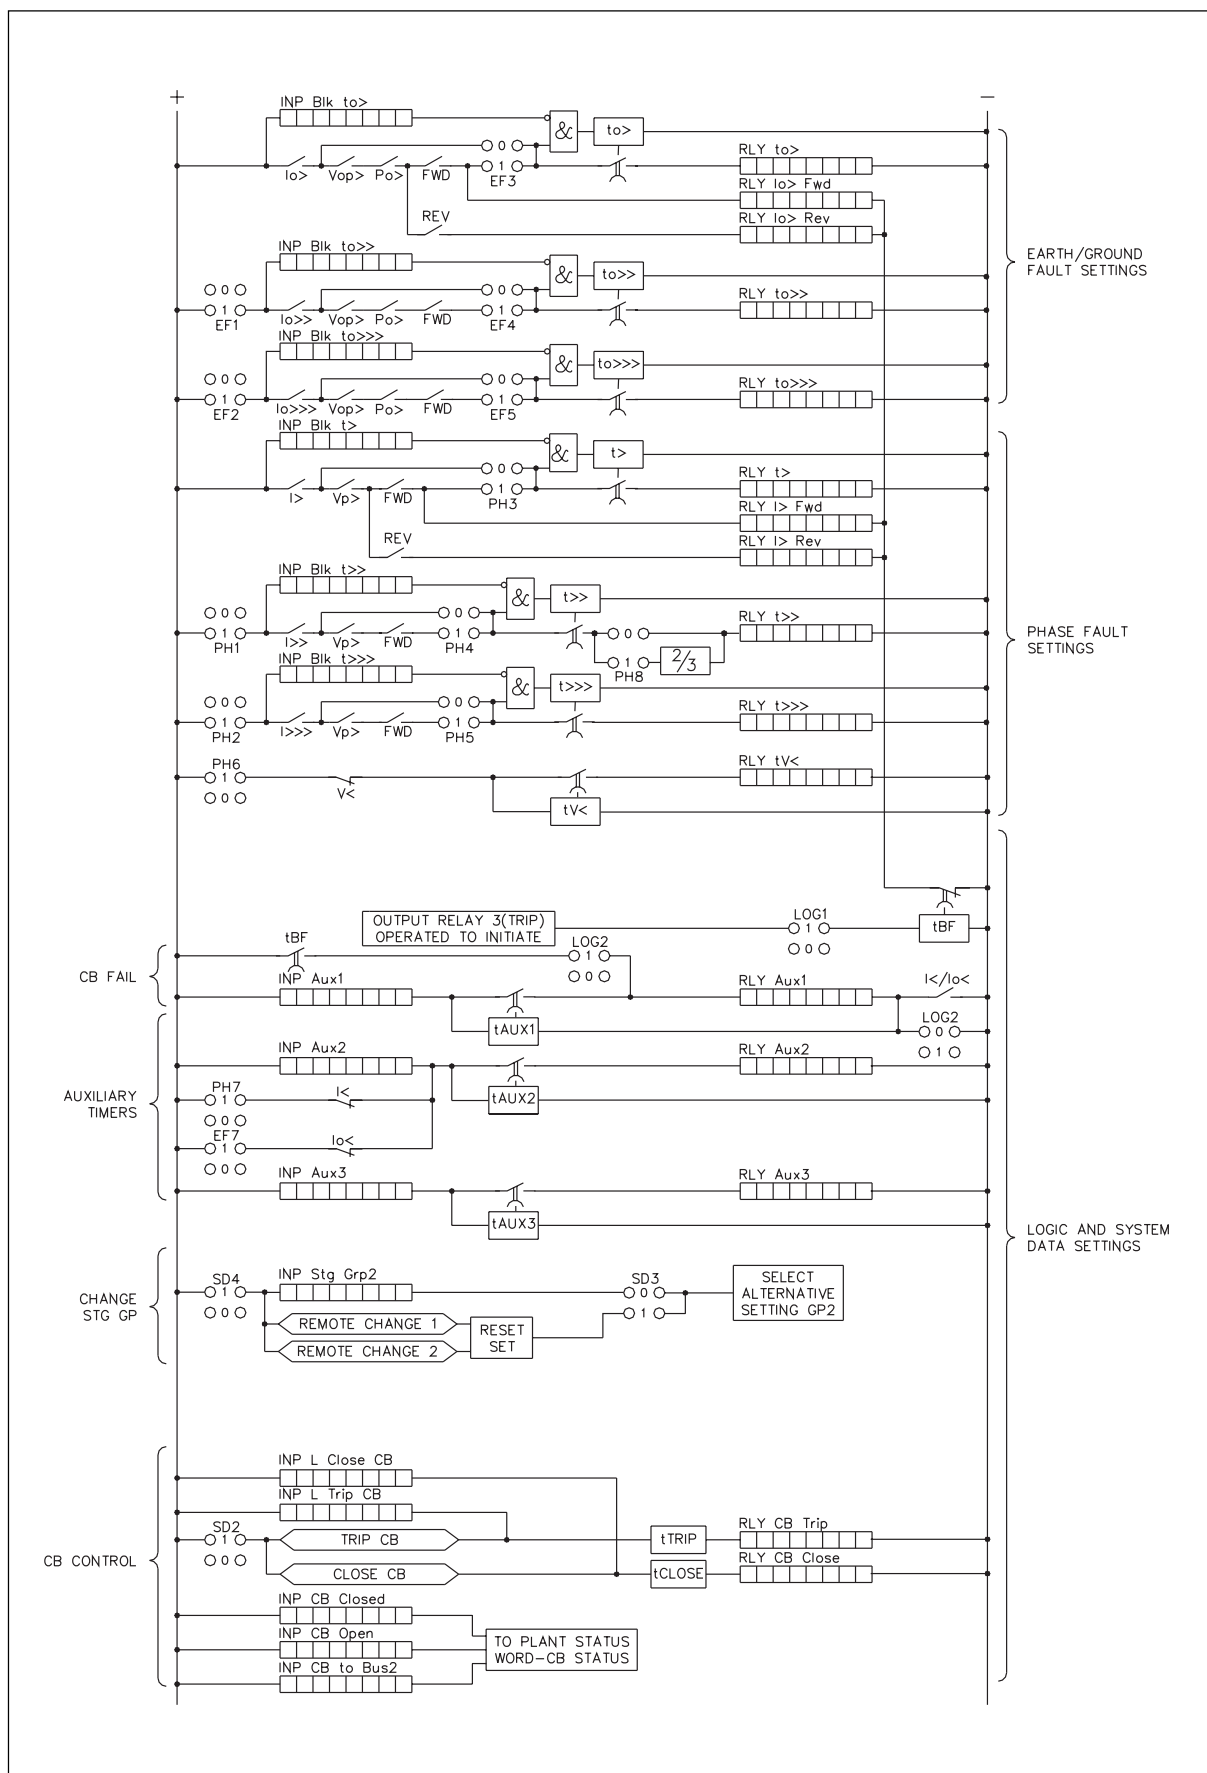 +
−
INP Blk to>
&
to>
0
1
Io>
Vop>
Po>
FWD
EF3
RLY to>
RLY Io> Fwd
REV
RLY Io> Rev
EARTH/GROUND
FAULT SETTINGS
INP Blk to>>
&
to>>
0
0
1
1
EF1
Io>>
Vop>
Po>
FWD
EF4
RLY to>>
INP Blk to>>>
&
to>>>
0
0
1
1
EF2
Io>>>
Vop>
Po>
FWD
EF5
RLY to>>>
INP Blk t>
&
t>
0
1
I>
Vp>
FWD
PH3
RLY t>
RLY I> Fwd
REV
RLY I> Rev
INP Blk t>>
&
t>>
0
0
1
1
PH1
I>>
Vp>
FWD
PH4
0
1
PH8
2/3
RLY t>>
PHASE FAULT
SETTINGS
INP Blk t>>>
&
t>>>
0
0
1
1
PH2
I>>>
Vp>
FWD
PH5
RLY t>>>
PH6
1
0
V<
tV<
RLY tV<
OUTPUT RELAY 3(TRIP)
OPERATED TO INITIATE
LOG1
1
0
tBF
CB FAIL
tBF
LOG2
1
0
INP Aux1
tAUX1
RLY Aux1
I</Io<
LOG2
0
1
AUXILIARY
TIMERS
INP Aux2
tAUX2
RLY Aux2
PH7
1
0
I<
EF7
1
0
Io<
INP Aux3
tAUX3
RLY Aux3
LOGIC AND SYSTEM
DATA SETTINGS
CHANGE
STG GP
SD4
1
0
INP Stg Grp2
REMOTE CHANGE 1
REMOTE CHANGE 2
RESET
SET
SD3
0
1
SELECT
ALTERNATIVE
SETTING GP2
CB CONTROL
INP L Close CB
INP L Trip CB
SD2
1
0
TRIP CB
CLOSE CB
tTRIP
tCLOSE
RLY CB Trip
RLY CB Close
INP CB Closed
INP CB Open
INP CB to Bus2
TO PLANT STATUS
WORD-CB STATUS